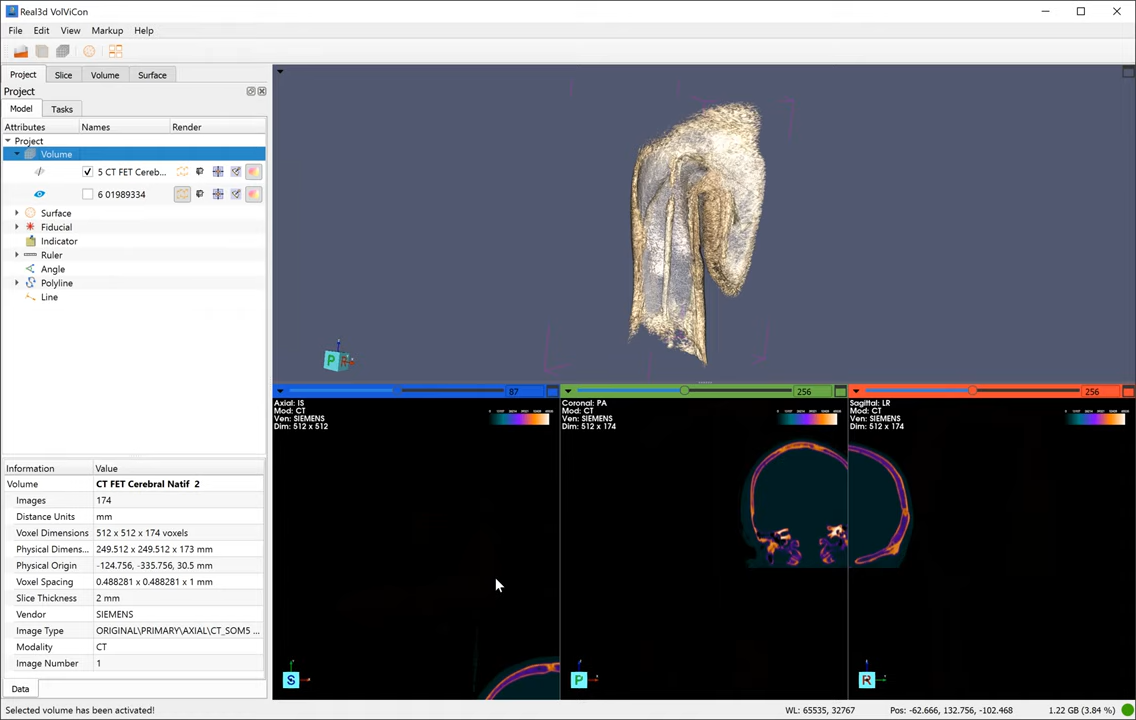 Real3d VolViCon
File Edit View Markup Help
Project Slice Volume Surface
Project
Model Tasks
Attributes Names Render
Project
Volume
5 CT FET Cereb...
6 01989334
Surface
Fiducial
Indicator
Ruler
Angle
Polyline
Line
Information Value
Volume CT FET Cerebral Natif 2
Images 174
Distance Units mm
Voxel Dimensions 512 x 512 x 174 voxels
Physical Dimens... 249.512 x 249.512 x 173 mm
Physical Origin -124.756, -335.756, 30.5 mm
Voxel Spacing 0.488281 x 0.488281 x 1 mm
Slice Thickness 2 mm
Vendor SIEMENS
Image Type ORIGINAL\PRIMARY\AXIAL\CT_SOM5 ...
Modality CT
Image Number 1
Data
P
87
Axial: IS
Mod: CT
Ven: SIEMENS
Dim: 512 x 512
S
256
Coronal: PA
Mod: CT
Ven: SIEMENS
Dim: 512 x 174
P
256
Sagittal: LR
Mod: CT
Ven: SIEMENS
Dim: 512 x 174
R
Selected volume has been activated! WL: 65535, 32767 Pos: -62.666, 132.756, -102.468 1.22 GB (3.84 %)